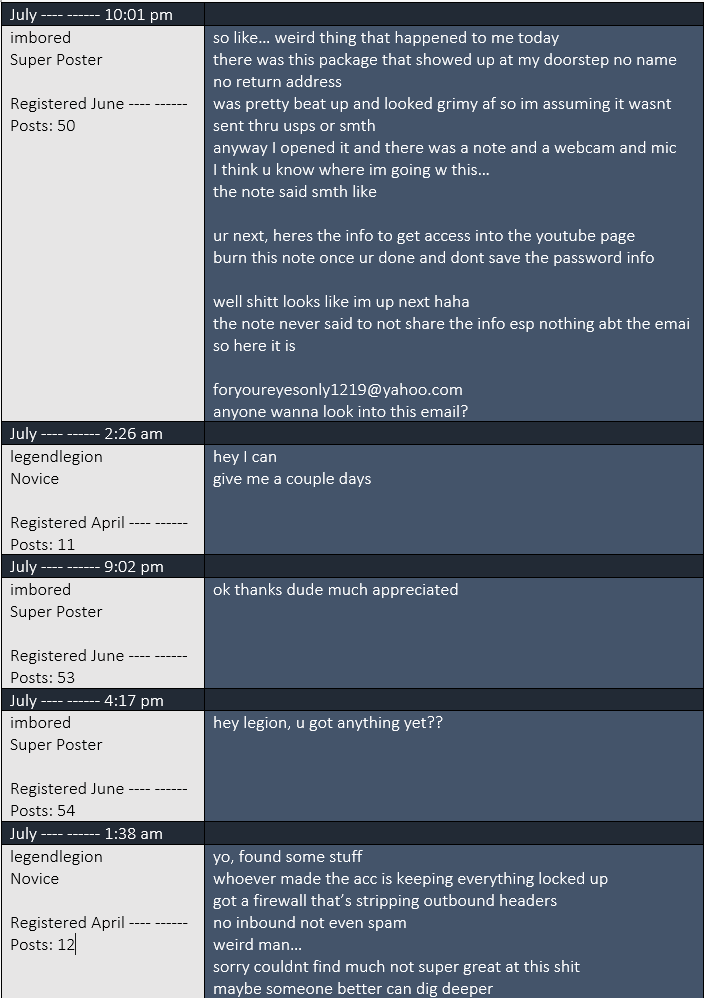 July ---- ------ 10:01 pm
imbored
Super Poster
Registered June ---- ------
Posts: 50
so like… weird thing that happened to me today
there was this package that showed up at my doorstep no name
no return address
was pretty beat up and looked grimy af so im assuming it wasnt
sent thru usps or smth
anyway I opened it and there was a note and a webcam and mic
I think u know where im going w this…
the note said smth like
ur next, heres the info to get access into the youtube page
burn this note once ur done and dont save the password info
well shitt looks like im up next haha
the note never said to not share the info esp nothing abt the emai
so here it is
foryoureyesonly1219@yahoo.com
anyone wanna look into this email?
July ---- ------ 2:26 am
legendlegion
Novice
Registered April ---- ------
Posts: 11
hey I can
give me a couple days
July ---- ------ 9:02 pm
imbored
Super Poster
Registered June ---- ------
Posts: 53
ok thanks dude much appreciated
July ---- ------ 4:17 pm
imbored
Super Poster
Registered June ---- ------
Posts: 54
hey legion, u got anything yet??
July ---- ------ 1:38 am
legendlegion
Novice
Registered April ---- ------
Posts: 12
yo, found some stuff
whoever made the acc is keeping everything locked up
got a firewall that’s stripping outbound headers
no inbound not even spam
weird man…
sorry couldnt find much not super great at this shit
maybe someone better can dig deeper